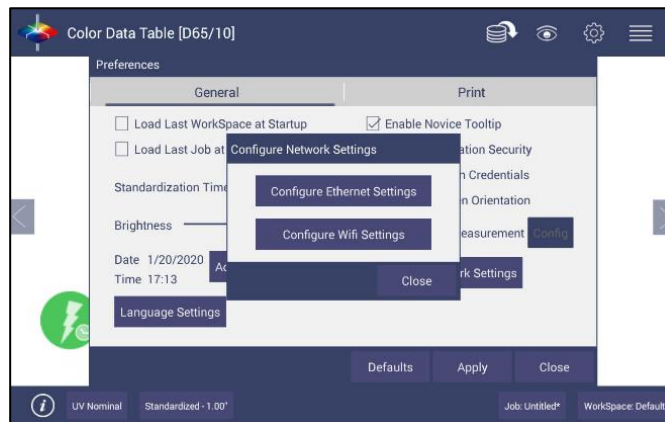 Color Data Table [D65/10]
Preferences
General
Print
Load Last WorkSpace at Startup
Enable Novice Tooltip
Load Last Job at
Configure Network Settings
ation Security
Configure Ethernet Settings
n Credentials
Standardization Time
n Orientation
Configure Wifi Settings
Brightness
easurement
Config
Date 1/20/2020
Time 17:13
Close
rk Settings
Language Settings
Defaults
Apply
Close
UV Nominal
Standardized - 1.00"
Job: Untitled*
WorkSpace: Default